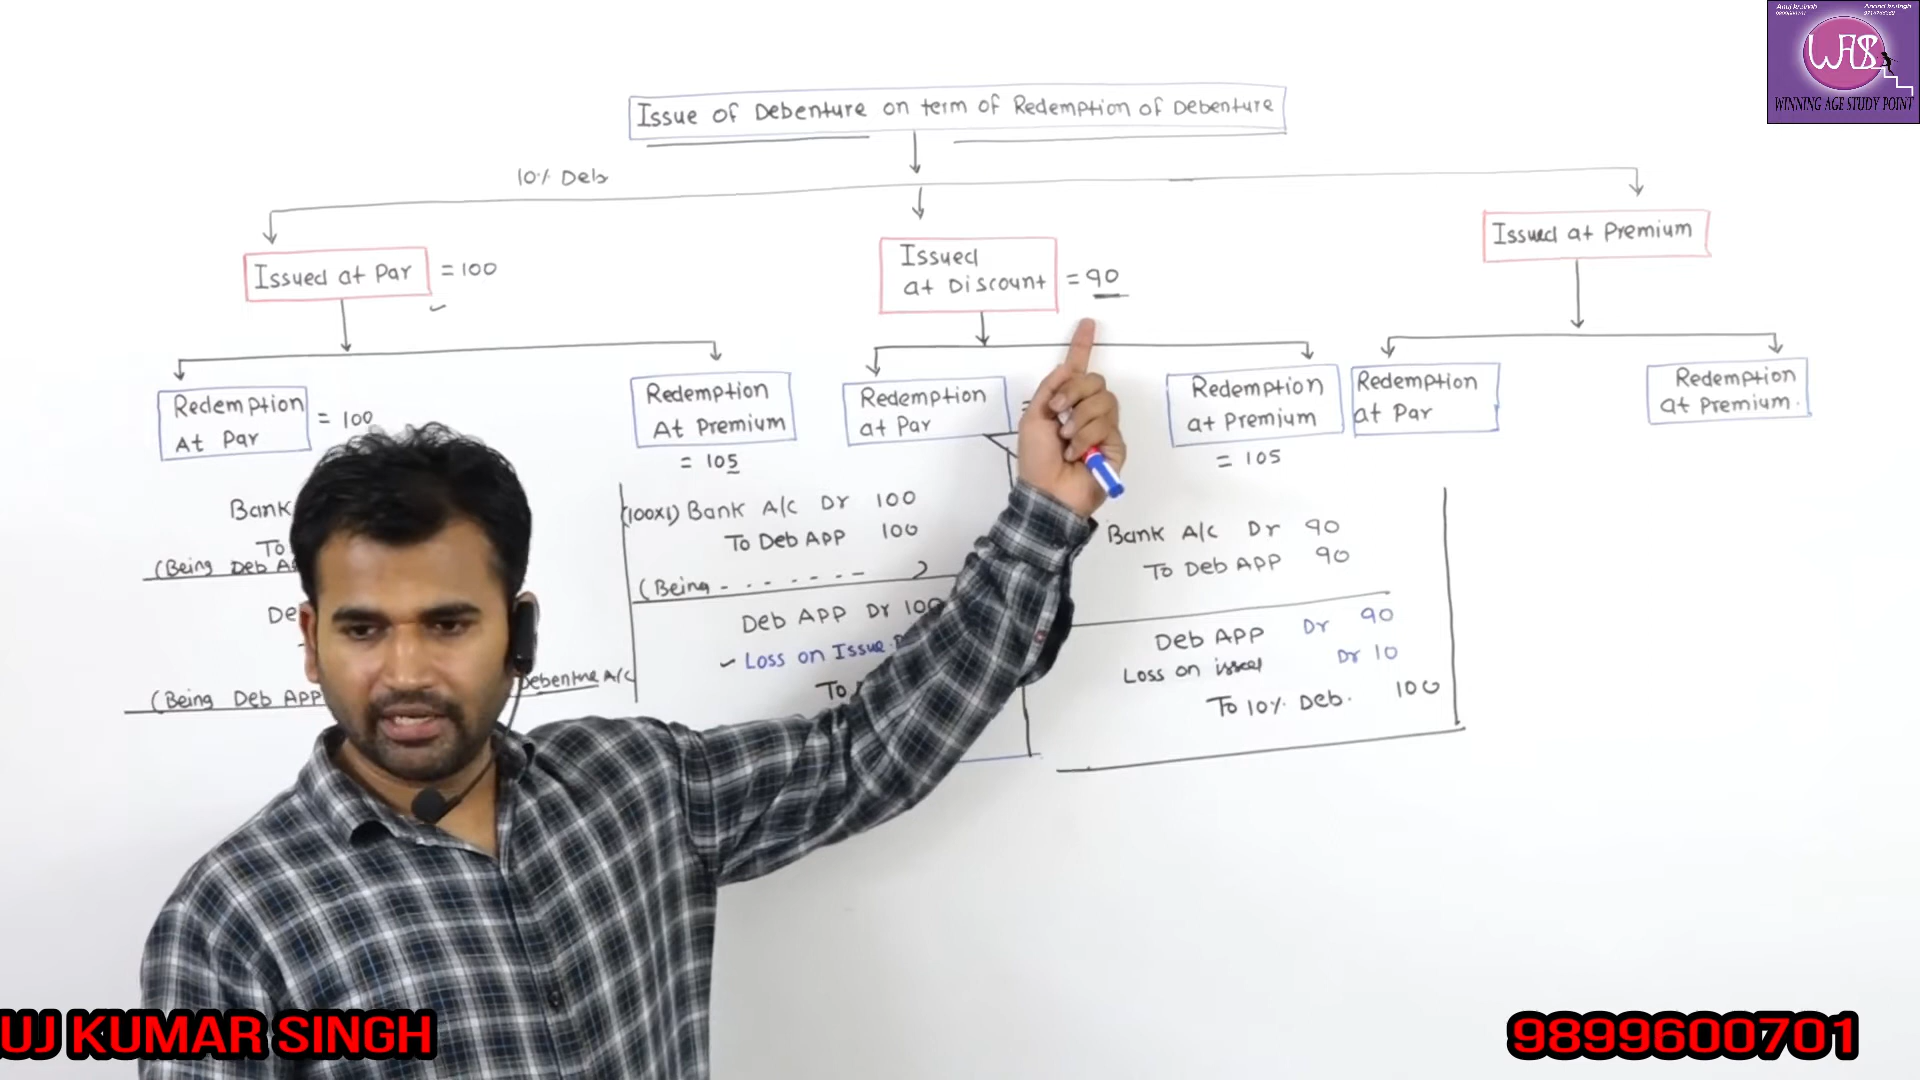 WAS
WINNING AGE STUDY POINT
Issue of Debenture on term of Redemption of Debenture
10% Deb
Issued at Par = 100
Issued
at Discount = 90
Issued at Premium
Redemption
At Par = 100
Redemption
At Premium
= 105
Redemption
at Par =
Redemption
at Premium
= 105
Redemption
at Par
Redemption
at Premium.
Bank
To
(Being Deb A
De
(Being Deb APP
Debenture A/C
(100x1) Bank A/C Dr 100
To Deb APP 100
(Being - - - - - - - )
Deb APP Dr 100
Loss on Issue
To
Bank A/C Dr 90
To Deb APP 90
Deb APP Dr 90
Loss on issue Dr 10
To 10% Deb. 100
UJ KUMAR SINGH
9899600701